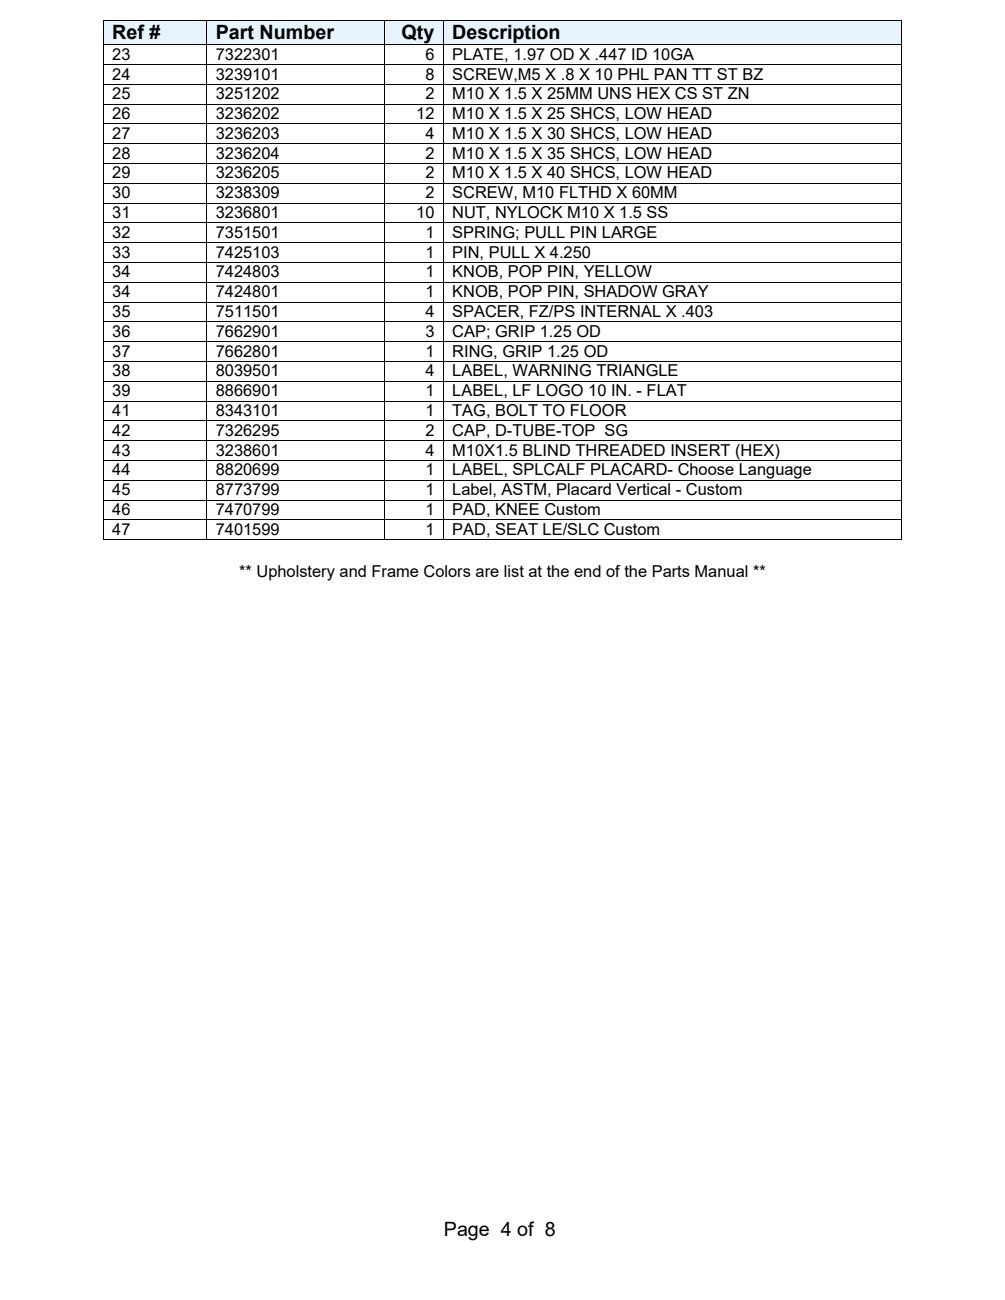 Ref # Part Number Qty Description
23 7322301 6 PLATE, 1.97 OD X .447 ID 10GA
24 3239101 8 SCREW,M5 X .8 X 10 PHL PAN TT ST BZ
25 3251202 2 M10 X 1.5 X 25MM UNS HEX CS ST ZN
26 3236202 12 M10 X 1.5 X 25 SHCS, LOW HEAD
27 3236203 4 M10 X 1.5 X 30 SHCS, LOW HEAD
28 3236204 2 M10 X 1.5 X 35 SHCS, LOW HEAD
29 3236205 2 M10 X 1.5 X 40 SHCS, LOW HEAD
30 3238309 2 SCREW, M10 FLTHD X 60MM
31 3236801 10 NUT, NYLOCK M10 X 1.5 SS
32 7351501 1 SPRING; PULL PIN LARGE
33 7425103 1 PIN, PULL X 4.250
34 7424803 1 KNOB, POP PIN, YELLOW
34 7424801 1 KNOB, POP PIN, SHADOW GRAY
35 7511501 4 SPACER, FZ/PS INTERNAL X .403
36 7662901 3 CAP; GRIP 1.25 OD
37 7662801 1 RING, GRIP 1.25 OD
38 8039501 4 LABEL, WARNING TRIANGLE
39 8866901 1 LABEL, LF LOGO 10 IN. - FLAT
41 8343101 1 TAG, BOLT TO FLOOR
42 7326295 2 CAP, D-TUBE-TOP  SG
43 3238601 4 M10X1.5 BLIND THREADED INSERT (HEX)
44 8820699 1 LABEL, SPLCALF PLACARD- Choose Language
45 8773799 1 Label, ASTM, Placard Vertical - Custom
46 7470799 1 PAD, KNEE Custom
47 7401599 1 PAD, SEAT LE/SLC Custom
** Upholstery and Frame Colors are list at the end of the Parts Manual **
Page  4 of  8